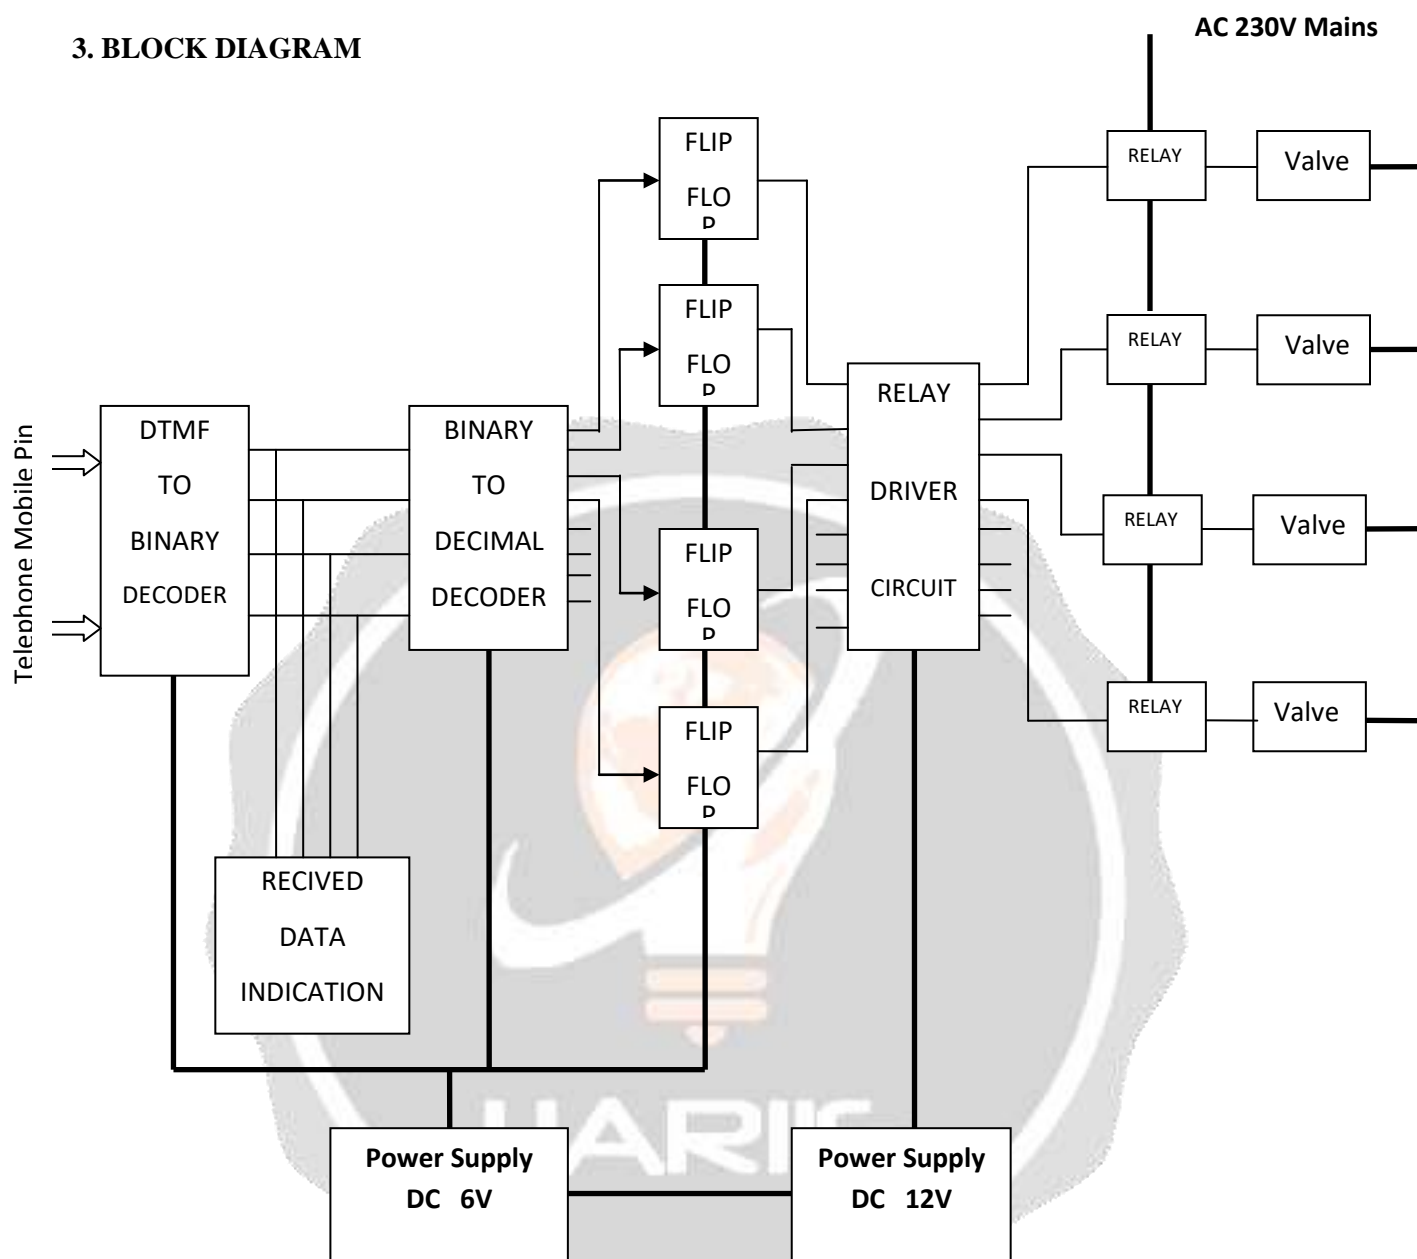 3. BLOCK DIAGRAM
AC 230V Mains
FLIP
FLO
P
RELAY
Valve
FLIP
FLO
P
RELAY
Valve
Telephone Mobile Pin
DTMF
TO
BINARY
DECODER
BINARY
TO
DECIMAL
DECODER
RELAY
DRIVER
CIRCUIT
FLIP
FLO
P
RELAY
Valve
FLIP
FLO
P
RELAY
Valve
RECIVED
DATA
INDICATION
Power Supply
DC 6V
Power Supply
DC 12V